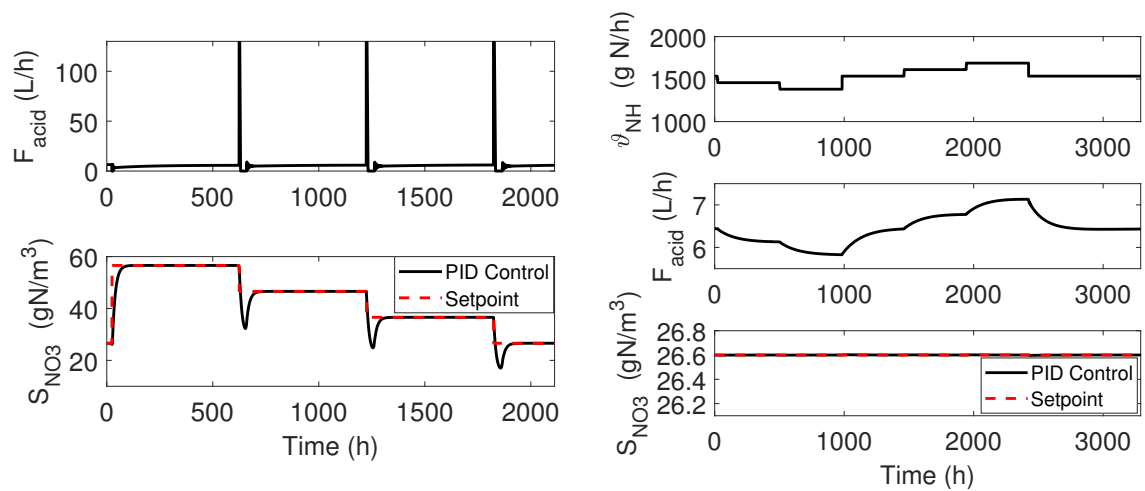 F_acid (L/h)
100
50
0
0 500 1000 1500 2000
S_NO3 (gN/m³)
60
40
20
PID Control
Setpoint
0 500 1000 1500 2000
Time (h)
ϑ_NH (g N/h)
2000
1500
1000
0 1000 2000 3000
F_acid (L/h)
7
6
0 1000 2000 3000
S_NO3 (gN/m³)
26.8
26.6
26.4
26.2
PID Control
Setpoint
0 1000 2000 3000
Time (h)